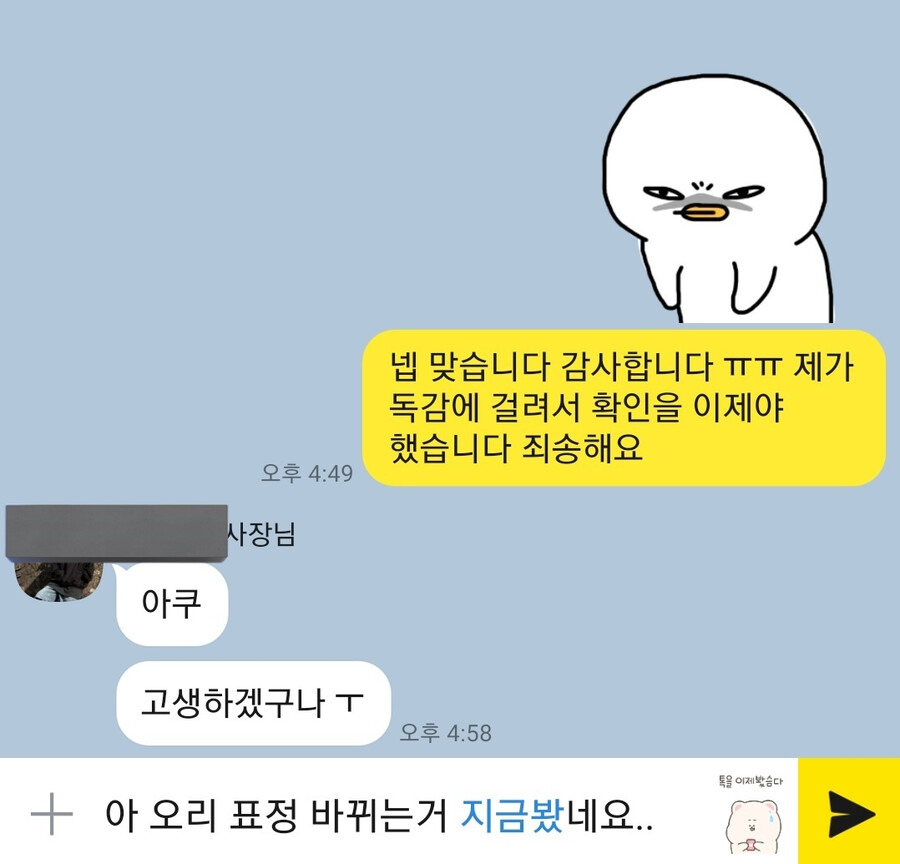 넵 맞습니다 감사합니다 ㅠㅠ 제가
독감에 걸려서 확인을 이제야
했습니다 죄송해요
오후 4:49
사장님
아쿠
고생하겠구나 ㅜ
오후 4:58
톡을 이제봤습다
아 오리 표정 바뀌는거 지금봤네요..